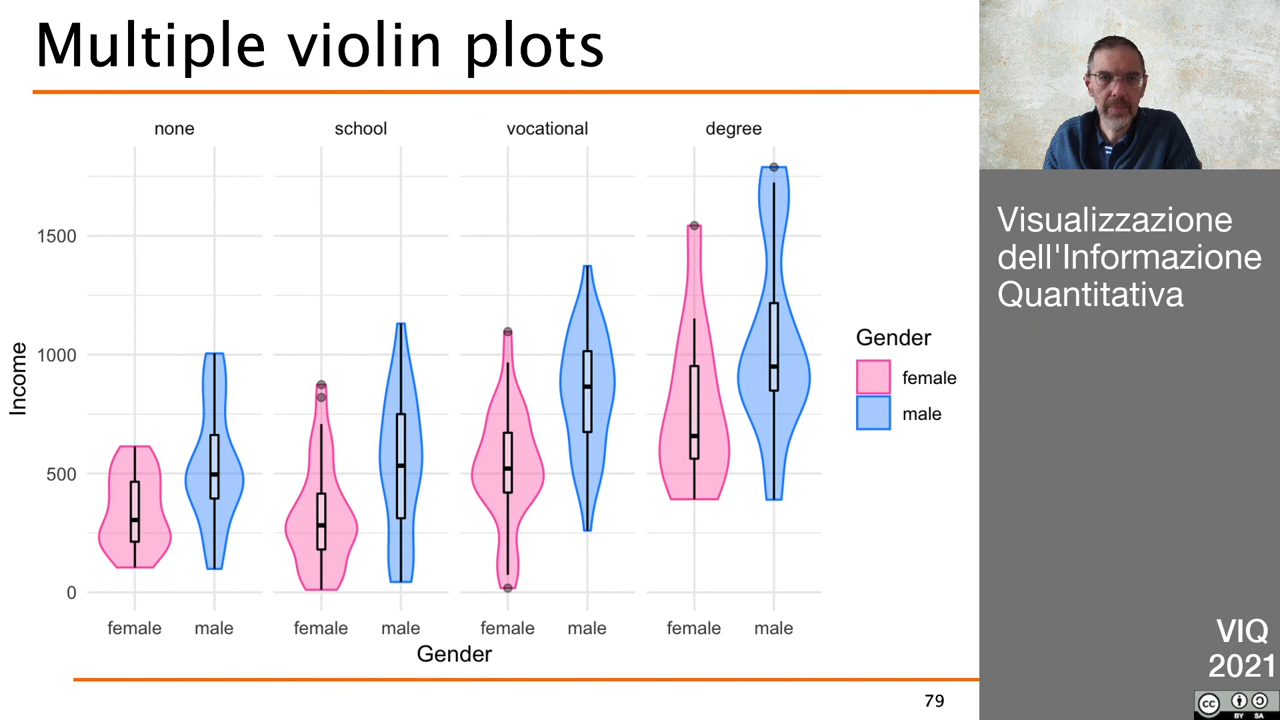 Multiple violin plots
none school vocational degree
1500
1000
500
0
Income
female male female male female male female male
Gender
Gender
female
male
79
Visualizzazione
dell'Informazione
Quantitativa
VIQ
2021
cc
BY SA